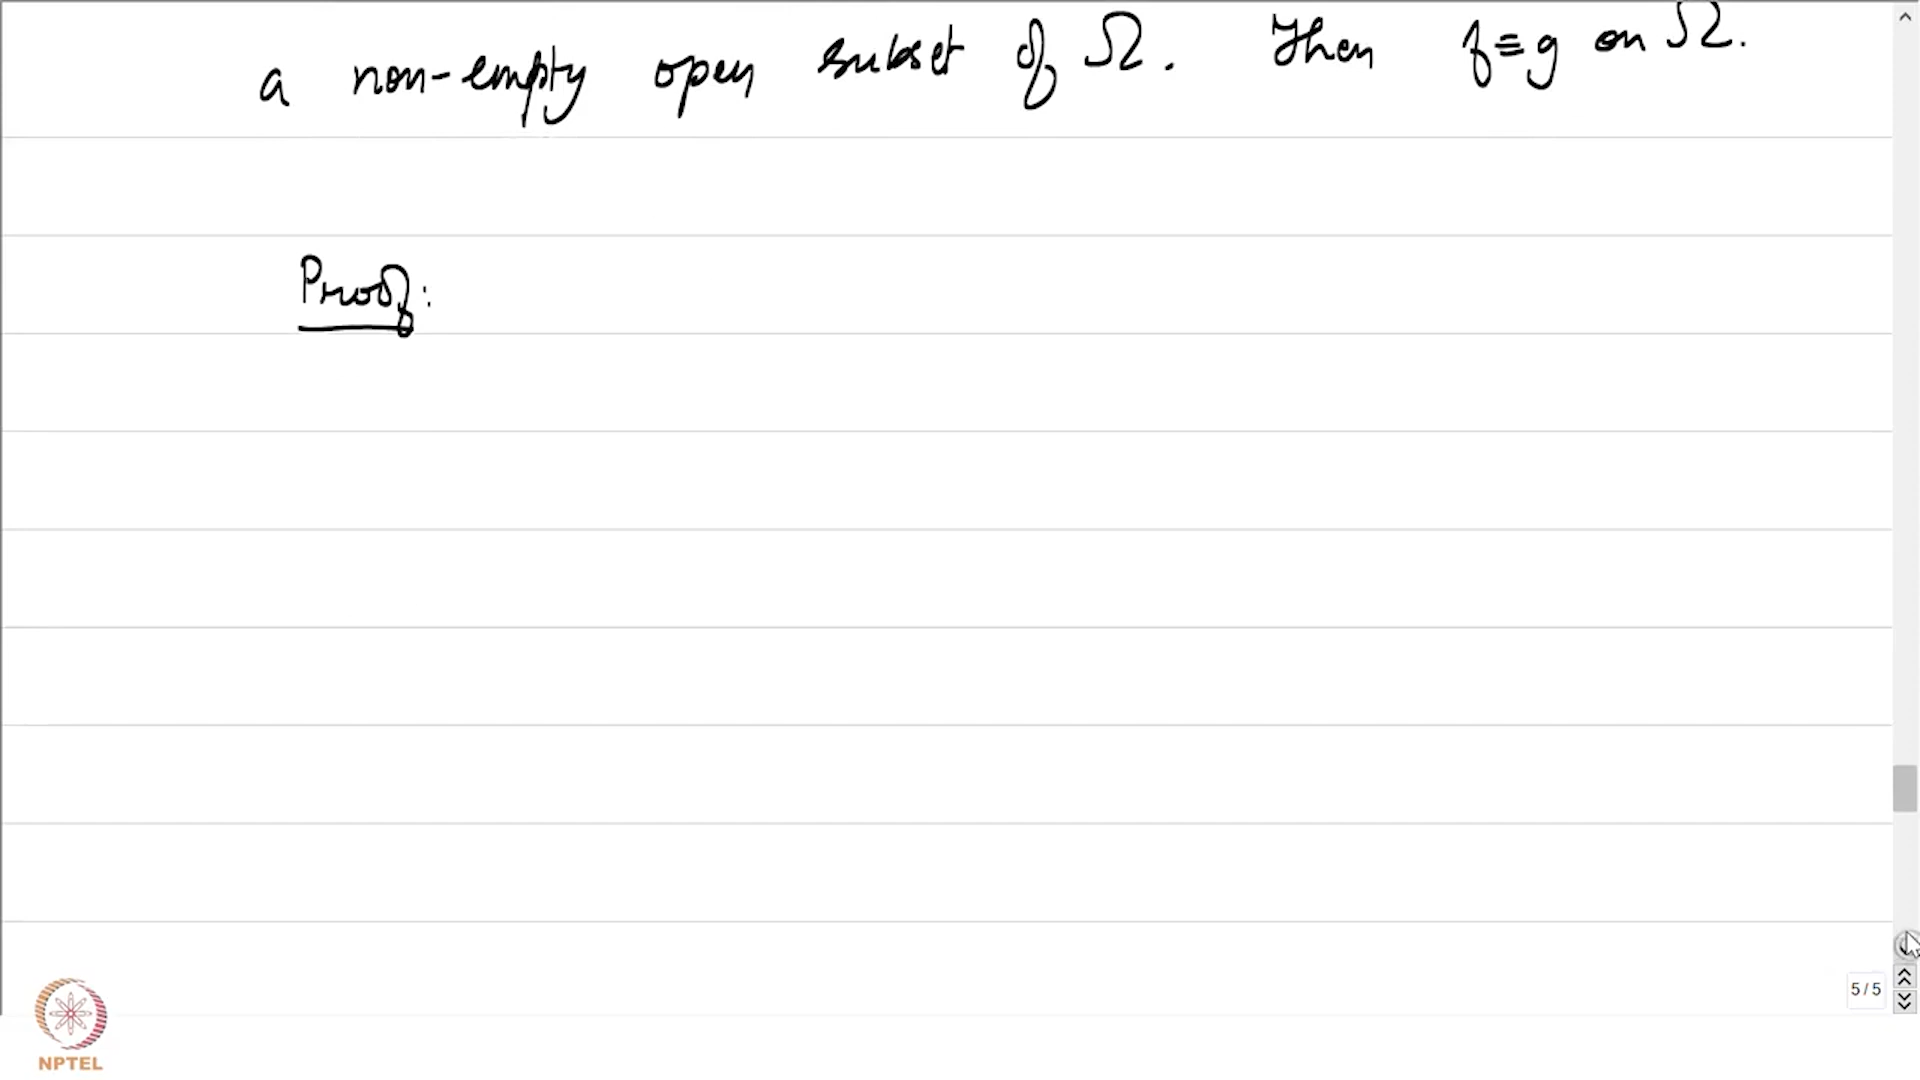 a non-empty open subset of Ω. Then f≡g on Ω.
Proof:
5 / 5
NPTEL